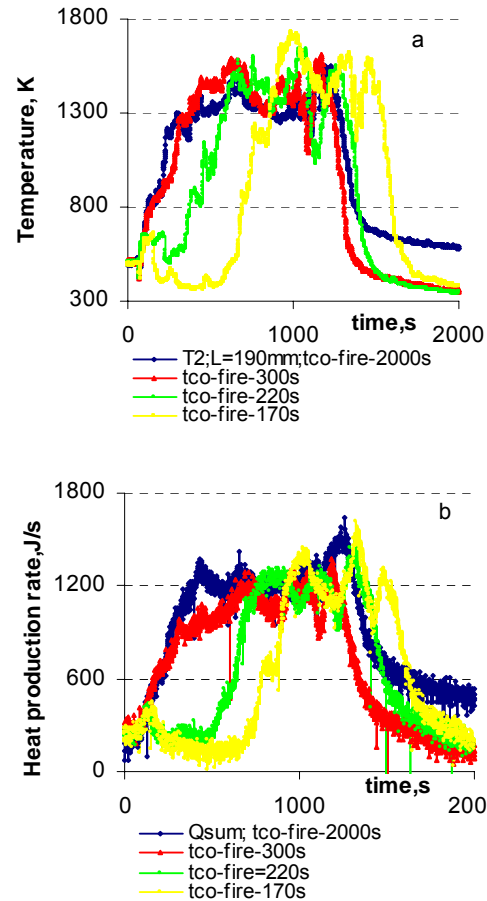 1800
a
1300
Temperature, K
800
300
time,s
0
1000
2000
T2;L=190mm;tco-fire-2000s
tco-fire-300s
tco-fire-220s
tco-fire-170s
1800
b
1200
Heat production rate,J/s
600
0
time,s
0
1000
200
Qsum; tco-fire-2000s
tco-fire-300s
tco-fire=220s
tco-fire-170s